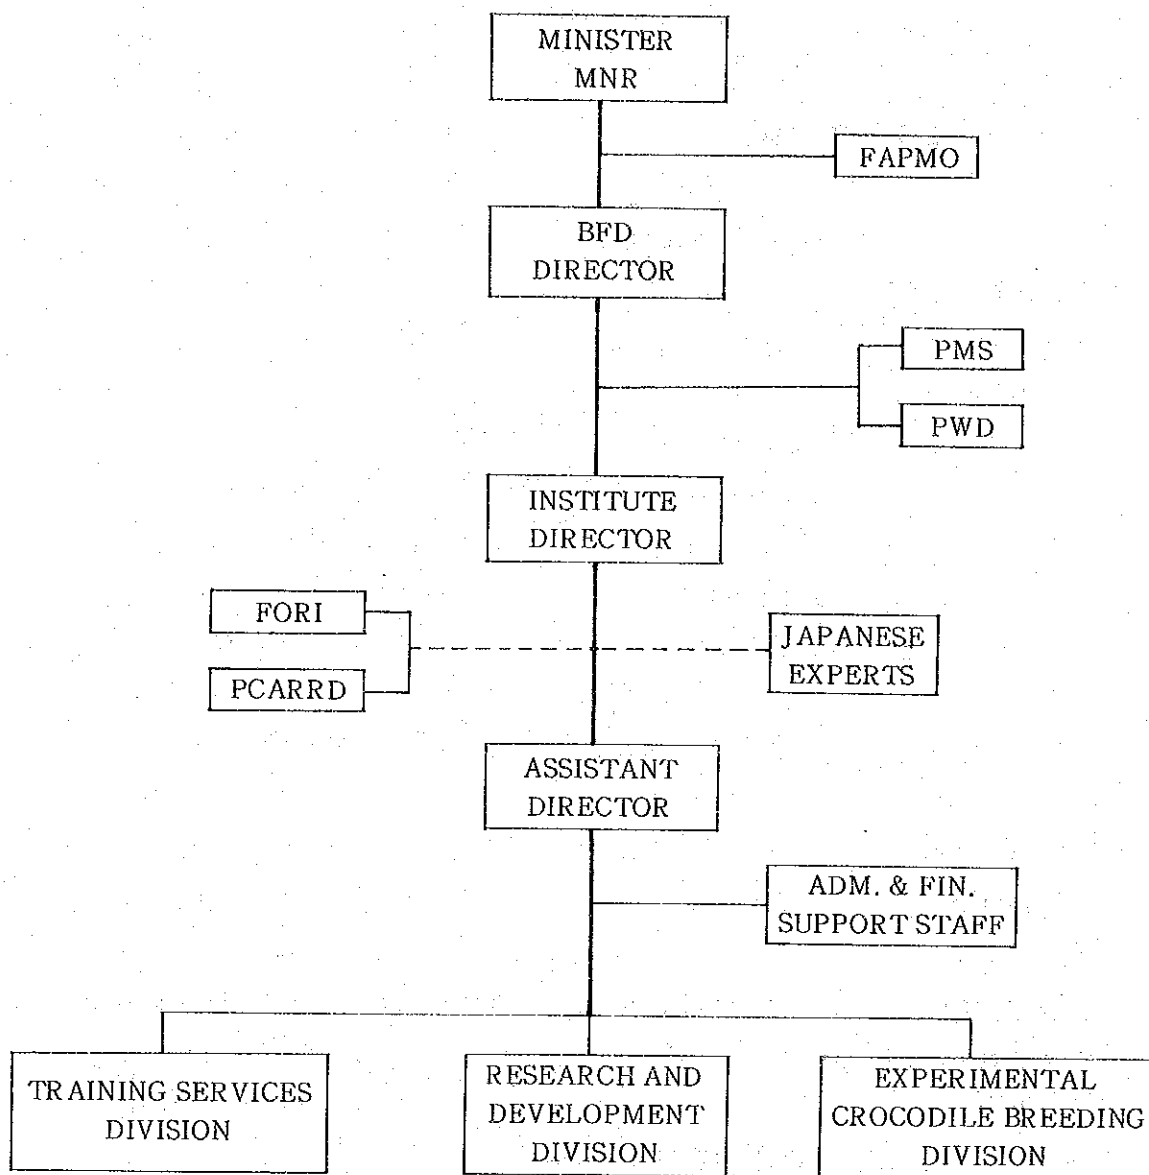 MINISTER
MNR
FAPMO
BFD
DIRECTOR
PMS
PWD
INSTITUTE
DIRECTOR
FORI
PCARRD
JAPANESE
EXPERTS
ASSISTANT
DIRECTOR
ADM. & FIN.
SUPPORT STAFF
TRAINING SERVICES
DIVISION
RESEARCH AND
DEVELOPMENT
DIVISION
EXPERIMENTAL
CROCODILE BREEDING
DIVISION